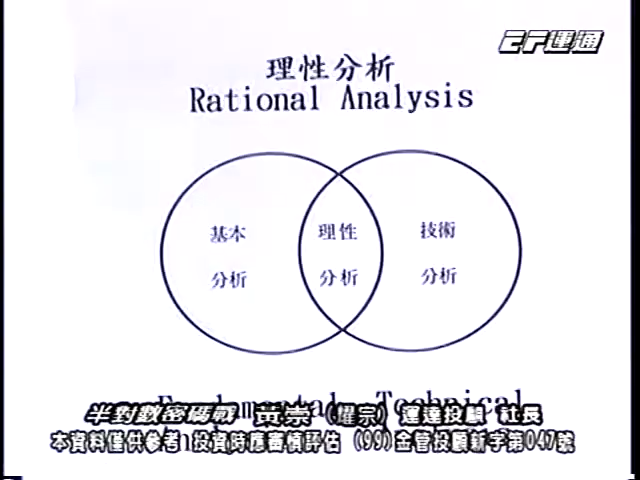 運通
理性分析
Rational Analysis
基本 理性 技術
分析 分析 分析
Fundamental Technical
半對數密碼戰 黃崇(耀宗) 運達投顧 社長
本資料僅供參考,投資時應審慎評估 (99)金管投顧新字第047號